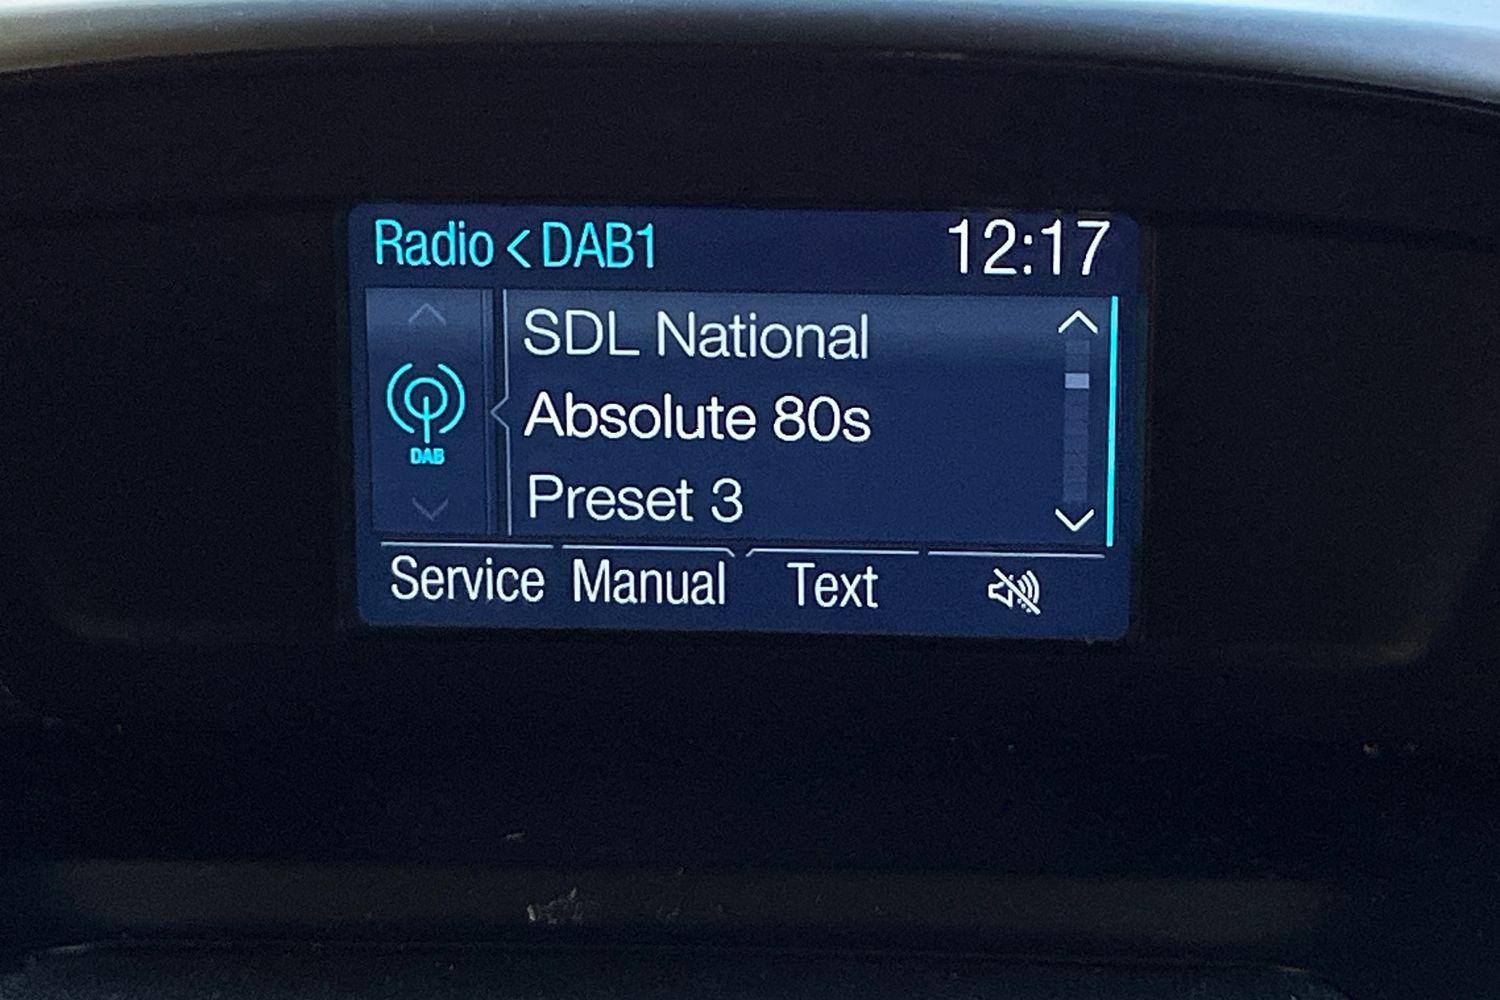 Radio < DAB1 12:17
SDL National
Absolute 80s
DAB
Preset 3
Service Manual Text